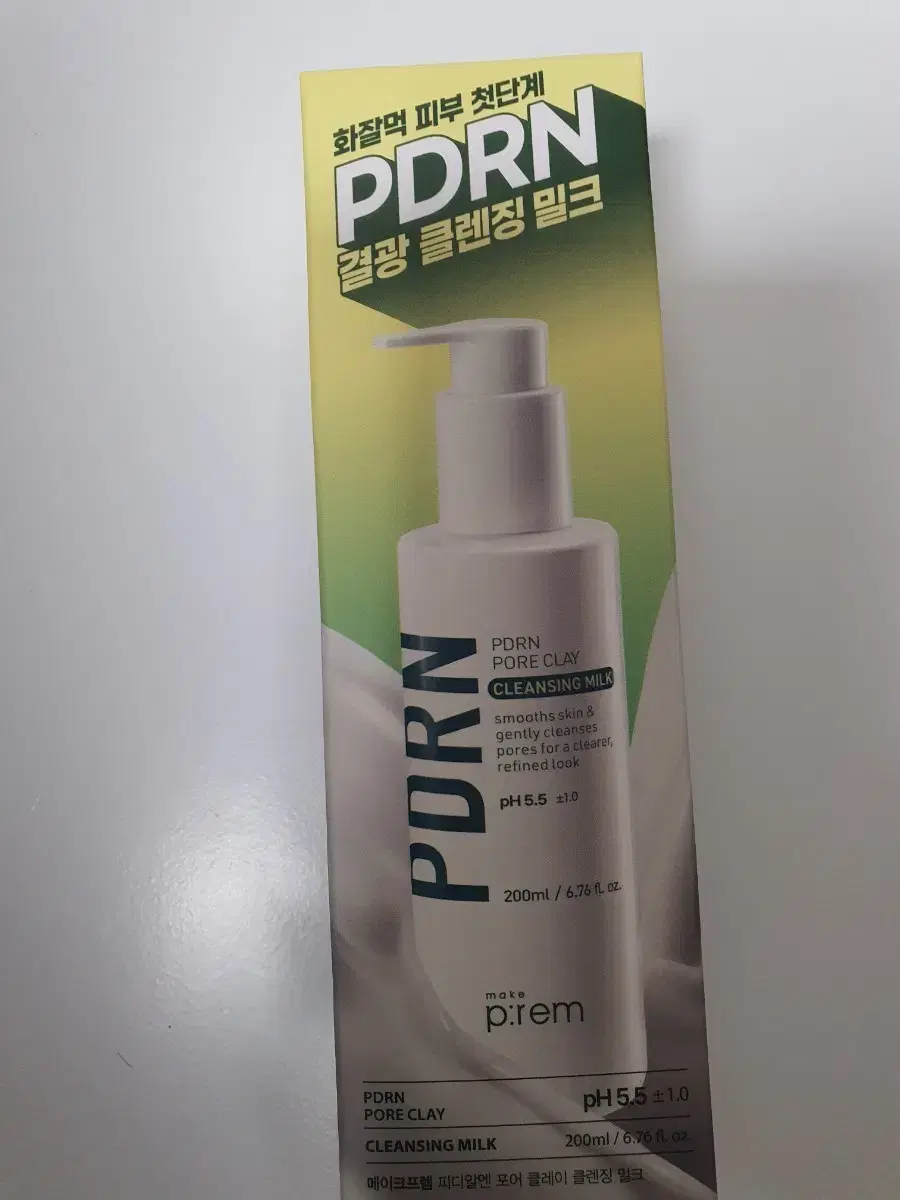 화잘먹 피부 첫단계
PDRN
결광 클렌징 밀크
PDRN
PDRN
PORE CLAY
CLEANSING MILK
smooths skin &
gently cleanses
pores for a clearer,
refined look
pH 5.5 ±1.0
200ml / 6.76 fl. oz.
make
p:rem
PDRN
PORE CLAY
pH 5.5 ±1.0
CLEANSING MILK
200ml / 6.76 fl. oz.
메이크프렘 피디알엔 포어 클레이 클렌징 밀크